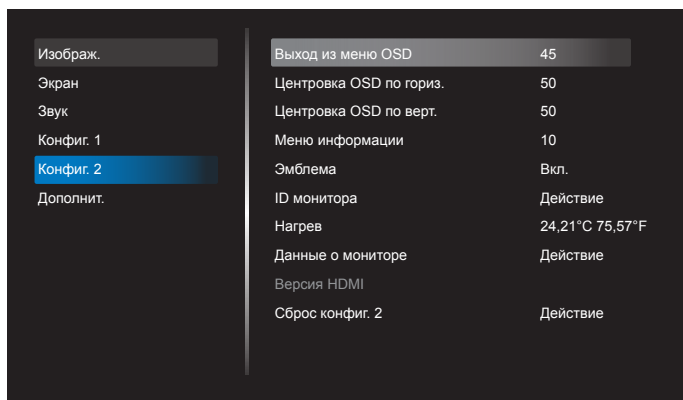 Изображ.
Экран
Звук
Конфиг. 1
Конфиг. 2
Дополнит.
Выход из меню OSD 45
Центровка OSD по гориз. 50
Центровка OSD по верт. 50
Меню информации 10
Эмблема Вкл.
ID монитора Действие
Нагрев 24,21°C 75,57°F
Данные о мониторе Действие
Версия HDMI
Сброс конфиг. 2 Действие